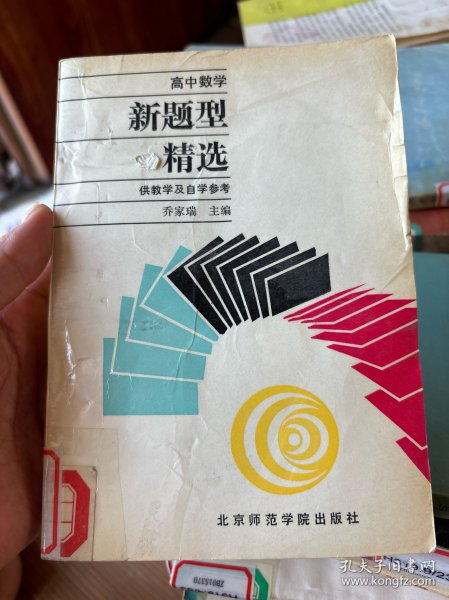 高中数学
新题型
精选
供教学及自学参考
乔家瑞 主编
北京师范学院出版社
ZB015370
孔夫子旧书网
www.kongfz.com